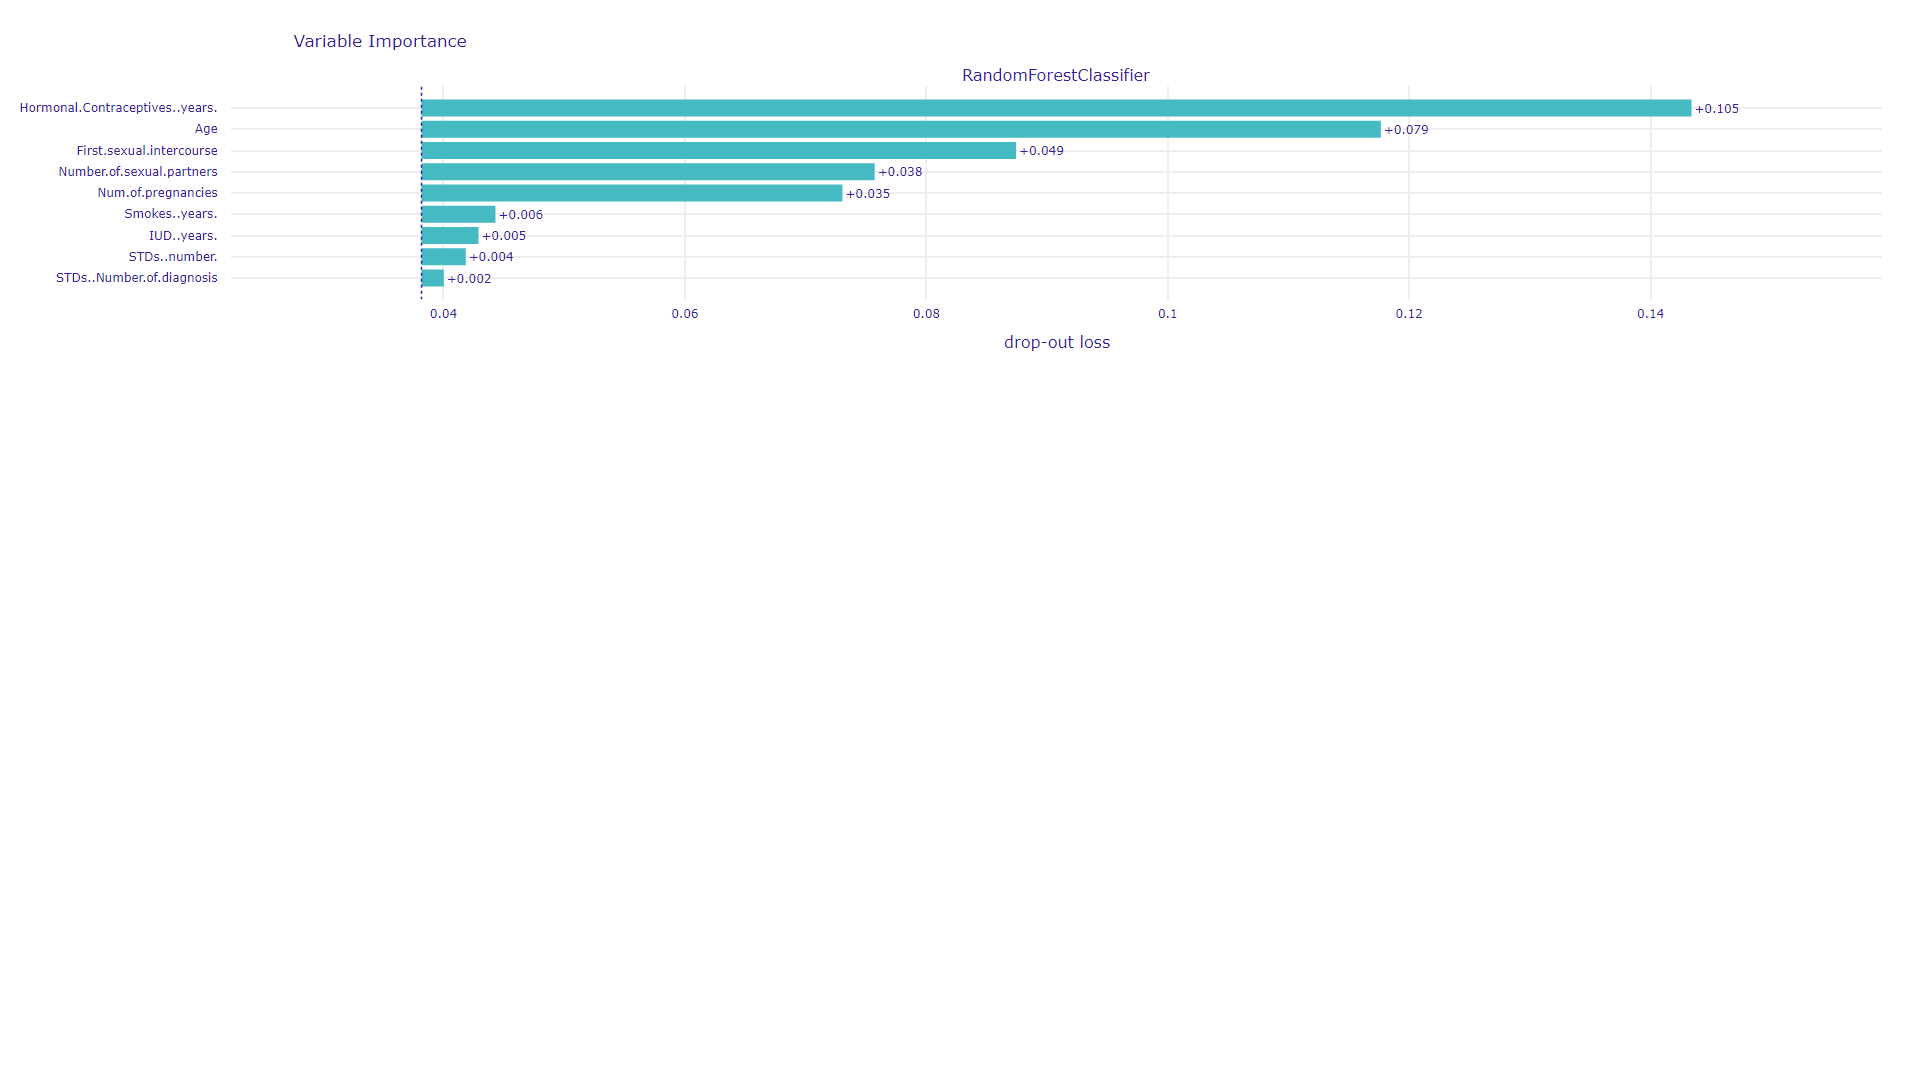 Variable Importance
RandomForestClassifier
Hormonal.Contraceptives..years. +0.105
Age +0.079
First.sexual.intercourse +0.049
Number.of.sexual.partners +0.038
Num.of.pregnancies +0.035
Smokes..years. +0.006
IUD..years. +0.005
STDs..number. +0.004
STDs..Number.of.diagnosis +0.002
0.04 0.06 0.08 0.1 0.12 0.14
drop-out loss